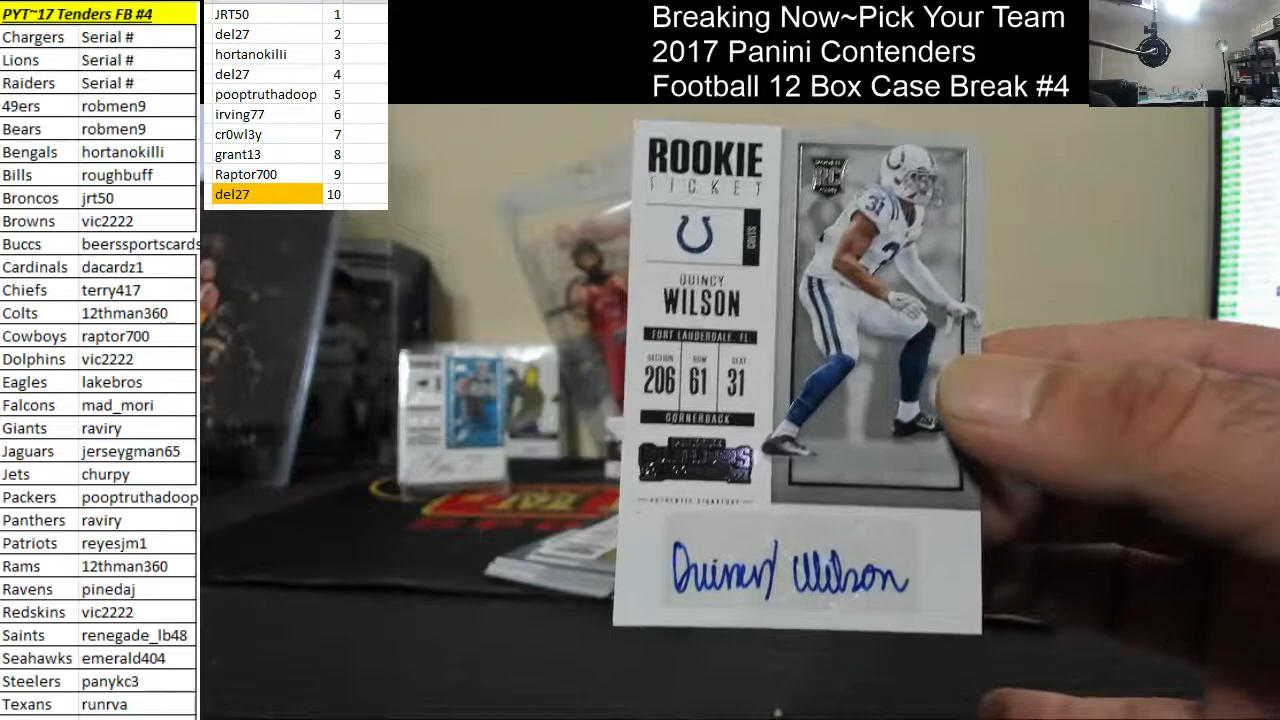 PYT~17 Tenders FB #4
Chargers Serial #
Lions Serial #
Raiders Serial #
49ers robmen9
Bears robmen9
Bengals hortanokilli
Bills roughbuff
Broncos jrt50
Browns vic2222
Buccs beerssportscards
Cardinals dacardz1
Chiefs terry417
Colts 12thman360
Cowboys raptor700
Dolphins vic2222
Eagles lakebros
Falcons mad_mori
Giants raviry
Jaguars jerseygman65
Jets churpy
Packers pooptruthadoop
Panthers raviry
Patriots reyesjm1
Rams 12thman360
Ravens pinedaj
Redskins vic2222
Saints renegade_lb48
Seahawks emerald404
Steelers panykc3
Texans runrva
JRT50 1
del27 2
hortanokilli 3
del27 4
pooptruthadoop 5
irving77 6
cr0wl3y 7
grant13 8
Raptor700 9
del27 10
Breaking Now~Pick Your Team
2017 Panini Contenders
Football 12 Box Case Break #4
ROOKIE
TICKET
COLTS
QUINCY
WILSON
FORT LAUDERDALE, FL
SECTION ROW SEAT
206 61 31
CORNERBACK
CONTENDERS
AUTHENTIC SIGNATURE
RC
31
Quincy Wilson